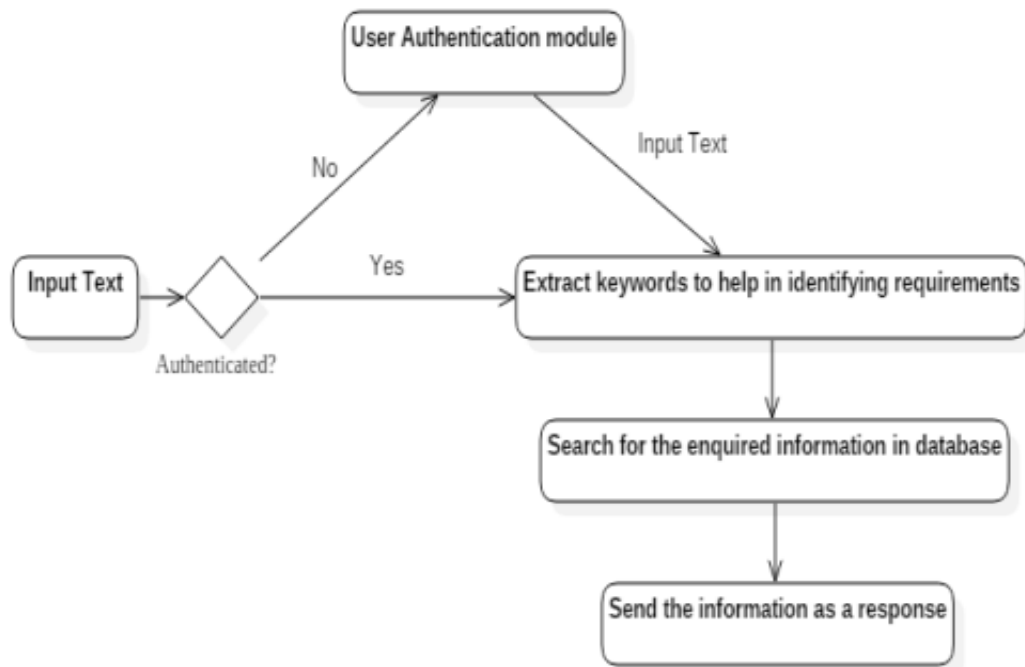 User Authentication module
No
Input Text
Yes
Input Text
Extract keywords to help in identifying requirements
Authenticated?
Search for the enquired information in database
Send the information as a response